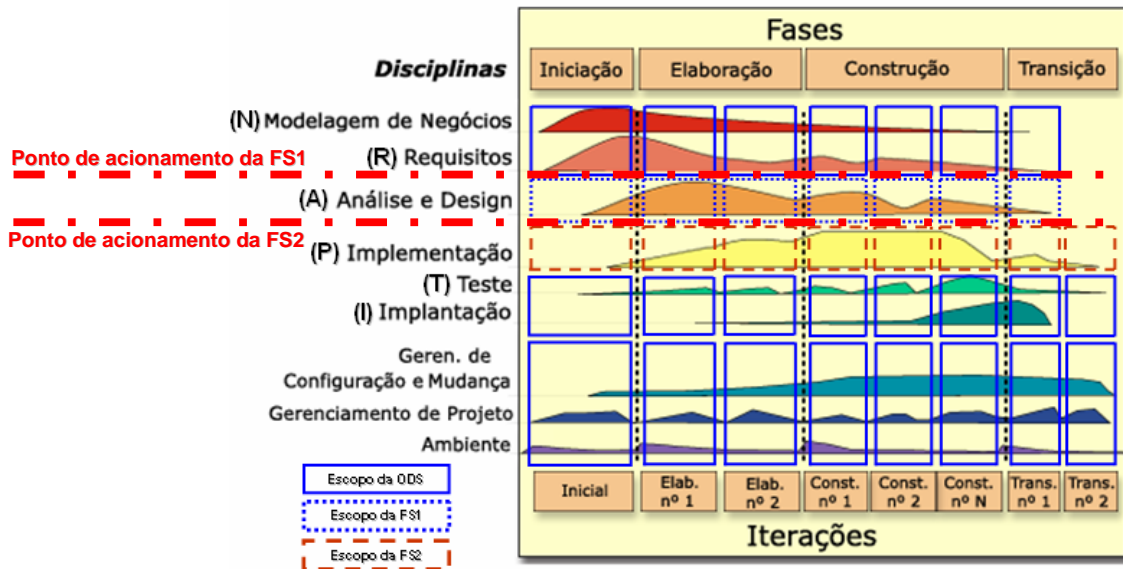 Fases
Disciplinas
Iniciação
Elaboração
Construção
Transição
(N) Modelagem de Negócios
Ponto de acionamento da FS1
(R) Requisitos
(A) Análise e Design
Ponto de acionamento da FS2
(P) Implementação
(T) Teste
(I) Implantação
Geren. de
Configuração e Mudança
Gerenciamento de Projeto
Ambiente
Escopo da ODS
Escopo da FS1
Escopo da FS2
Inicial
Elab.
nº 1
Elab.
nº 2
Const.
nº 1
Const.
nº 2
Const.
nº N
Trans.
nº 1
Trans.
nº 2
Iterações